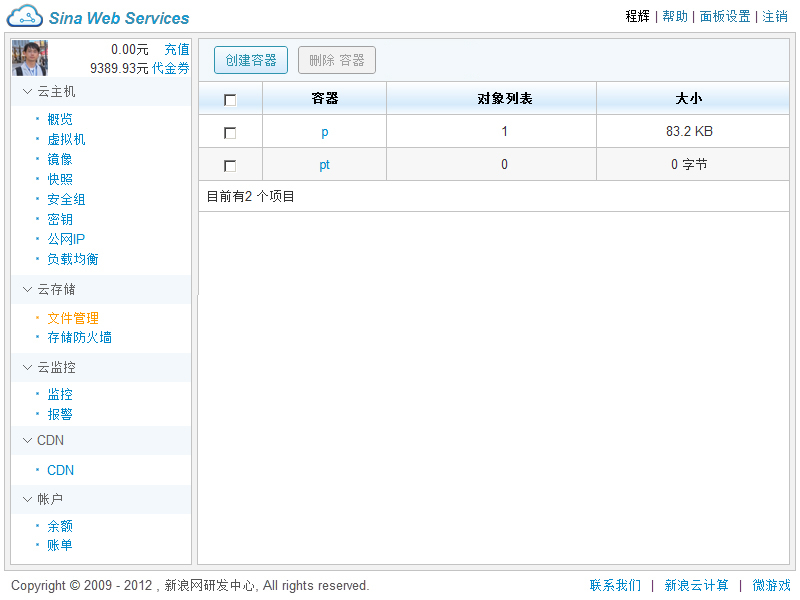 Sina Web Services
程辉 | 帮助 | 面板设置 | 注销
0.00元 充值
9389.93元 代金券
云主机
概览
虚拟机
镜像
快照
安全组
密钥
公网IP
负载均衡
云存储
文件管理
存储防火墙
云监控
监控
报警
CDN
CDN
帐户
余额
账单
创建容器 删除 容器
容器 对象列表 大小
p 1 83.2 KB
pt 0 0 字节
目前有2 个项目
Copyright © 2009 - 2012 , 新浪网研发中心, All rights reserved.
联系我们 | 新浪云计算 | 微游戏